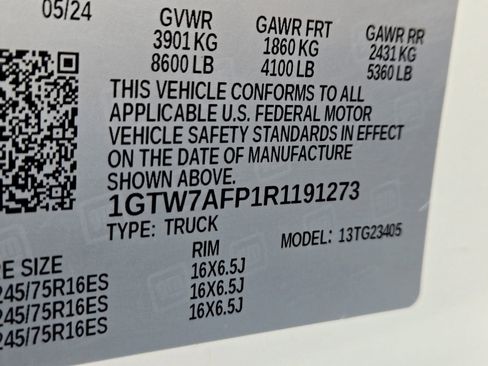 05/24 GVWR GAWR FRT GAWR RR
3901 KG 1860 KG 2431 KG
8600 LB 4100 LB 5360 LB
THIS VEHICLE CONFORMS TO ALL
APPLICABLE U.S. FEDERAL MOTOR
VEHICLE SAFETY STANDARDS IN EFFECT
ON THE DATE OF MANUFACTURE
SHOWN ABOVE.
1GTW7AFP1R1191273
TYPE: TRUCK MODEL: 13TG23405
RE SIZE RIM
245/75R16ES 16X6.5J
245/75R16ES 16X6.5J
245/75R16ES 16X6.5J